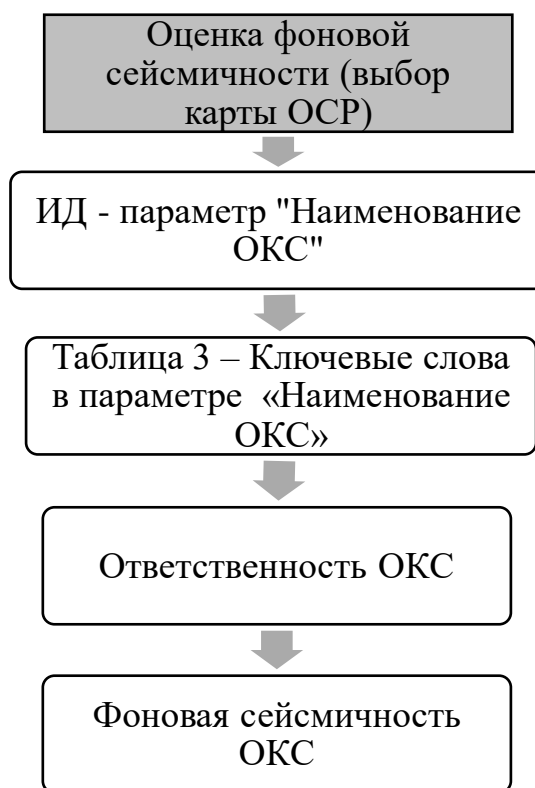 Оценка фоновой
сейсмичности (выбор
карты ОСР)
ИД - параметр "Наименование
ОКС"
Таблица 3 – Ключевые слова
в параметре «Наименование
ОКС»
Ответственность ОКС
Фоновая сейсмичность
ОКС